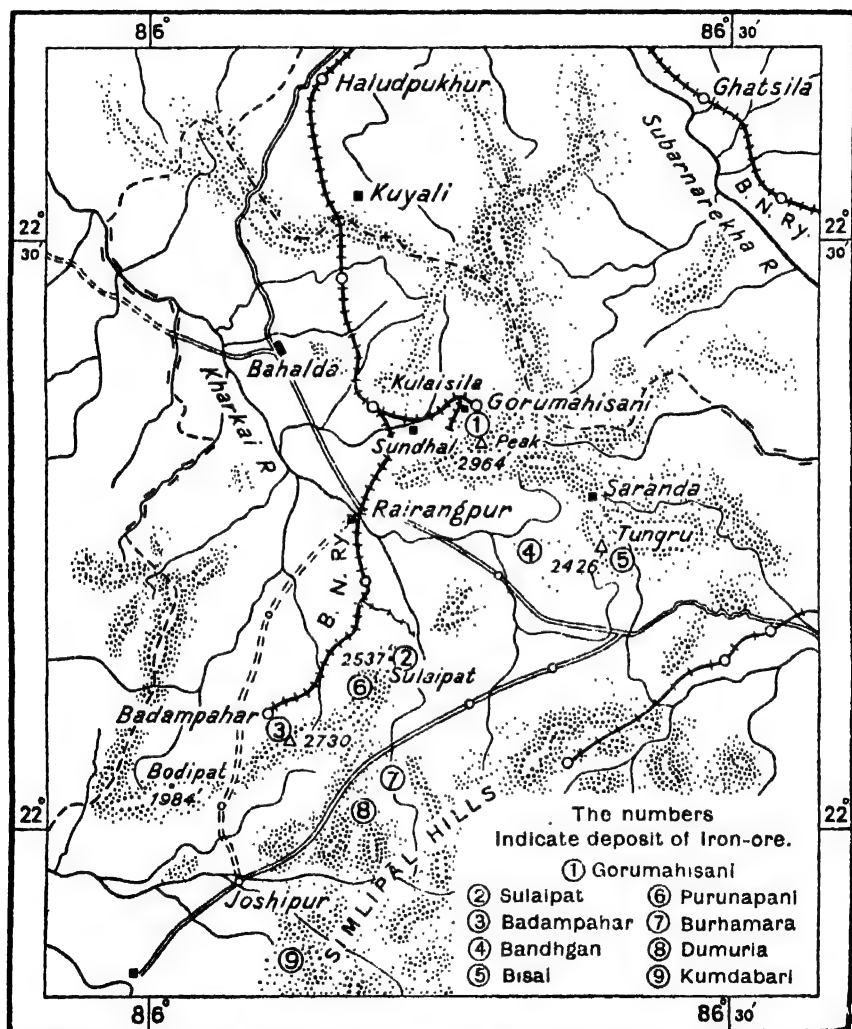 86°
86° 30′
Haludpukhur
Ghatsila
Subarnarekha R
B. N. RY.
Kuyali
22° 30′
22° 30′
Bahalda
Kharkai R
Kulaisila
Gorumahisani
①
Peak
2964
Sundhal
Saranda
Rairangpur
Tungru
④
2426
⑤
B. N. RY
2537′
②
Sulaipat
⑥
Badampahar
③
2730
Bodipat
1984′
⑦
⑧
22°
22°
SIMLIPAL HILLS
Joshipur
⑨
The numbers
Indicate deposit of Iron-ore.
① Gorumahisani
② Sulaipat ⑥ Purunapani
③ Badampahar ⑦ Burhamara
④ Bandhgan ⑧ Dumuria
⑤ Bisai ⑨ Kumdabari
86°
86° 30′